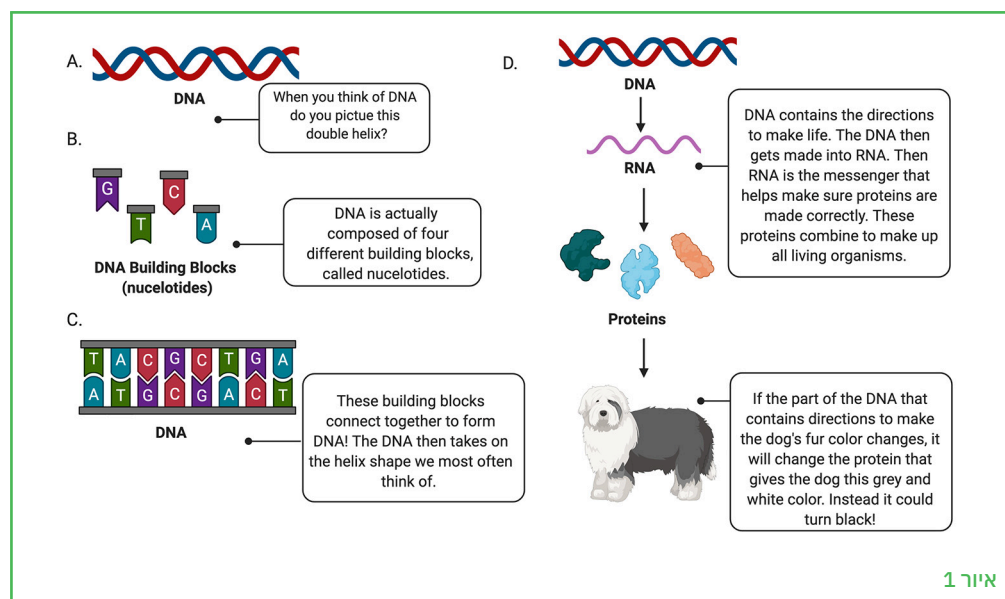 A.
DNA
When you think of DNA
do you pictue this
double helix?
B.
G
C
T
A
DNA Building Blocks
(nucelotides)
DNA is actually
composed of four
different building blocks,
called nucelotides.
C.
T A C G C T G A
A T G C G A C T
DNA
These building blocks
connect together to form
DNA! The DNA then takes on
the helix shape we most often
think of.
D.
DNA
RNA
DNA contains the directions
to make life. The DNA then
gets made into RNA. Then
RNA is the messenger that
helps make sure proteins are
made correctly. These
proteins combine to make up
all living organisms.
Proteins
If the part of the DNA that
contains directions to make
the dog's fur color changes, it
will change the protein that
gives the dog this grey and
white color. Instead it could
turn black!
איור 1